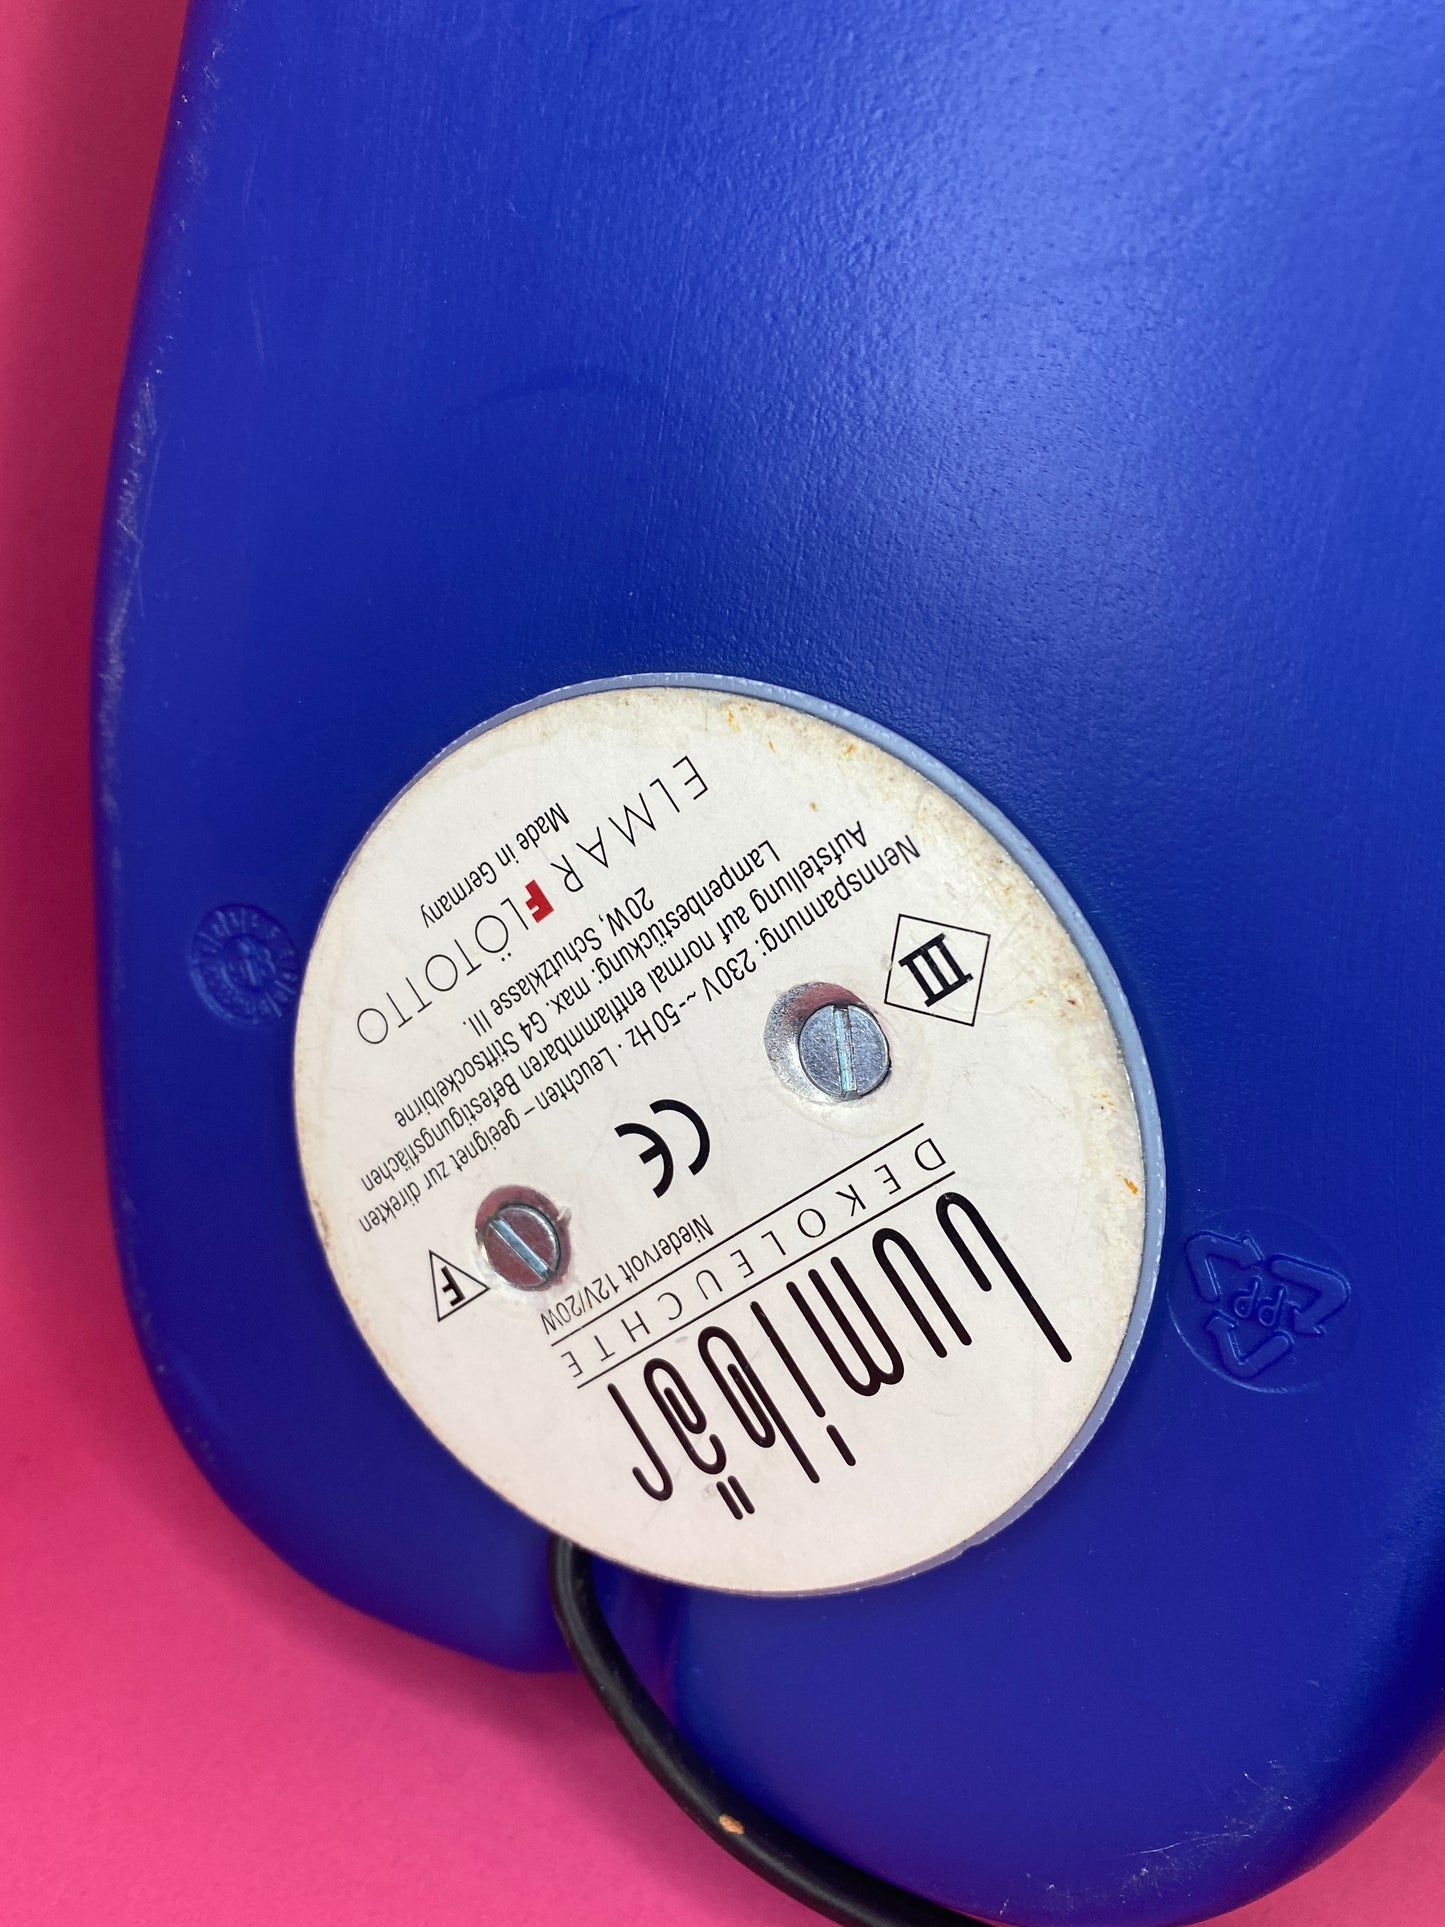 Lumibär
DEKOLEUCHTE
Niedervolt 12V/20W
CE
F
III
Nennspannung: 230V ~-50Hz . Leuchten – geeignet zur direkten
Aufstellung auf normal entflammbaren Befestigungsflächen
Lampenbestückung: max. G4 Stiftsockelbirne
20W, Schutzklasse III.
ELMAR FLÖTOTTO
Made in Germany
PP